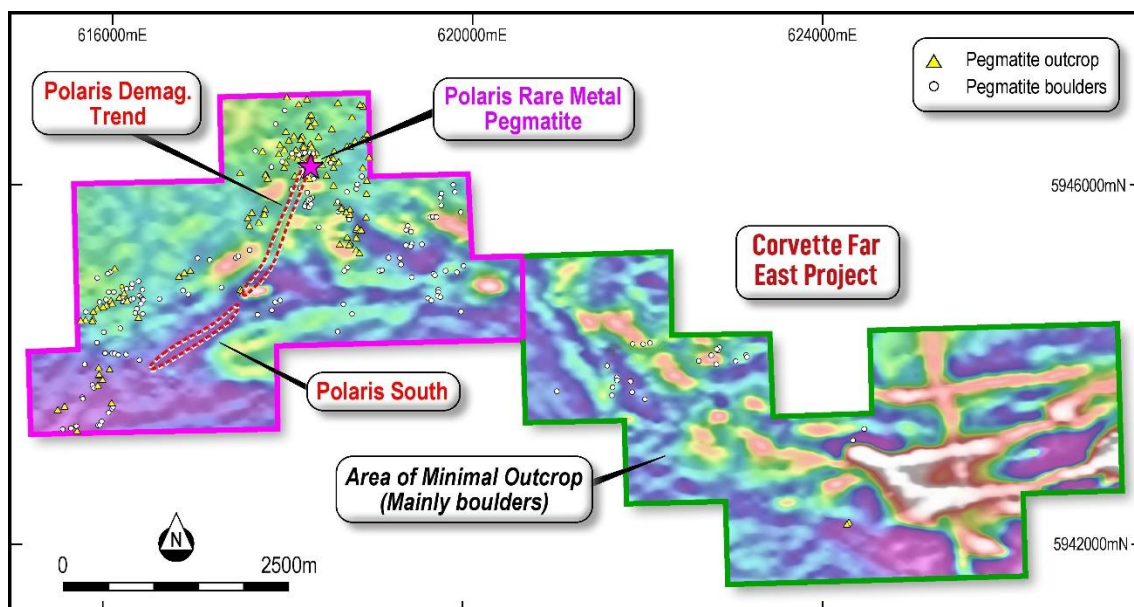 616000mE
620000mE
624000mE
Pegmatite outcrop
Pegmatite boulders
Polaris Demag.
Trend
Polaris Rare Metal
Pegmatite
5946000mN
Corvette Far
East Project
Polaris South
Area of Minimal Outcrop
(Mainly boulders)
N
5942000mN
0
2500m